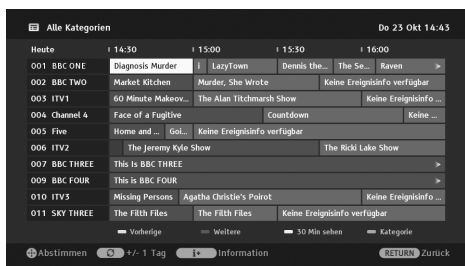 Alle Kategorien Do 23 Okt 14:43
Heute 14:30 15:00 15:30 16:00
001 BBC ONE Diagnosis Murder i LazyTown Dennis the... The Se... Raven
002 BBC TWO Market Kitchen Murder, She Wrote Keine Ereignisinfo verfügbar
003 ITV1 60 Minute Makeov... The Alan Titchmarsh Show Keine Ereignisinfo ...
004 Channel 4 Face of a Fugitive Countdown Keine ...
005 Five Home and ... Goi... Keine Ereignisinfo verfügbar
006 ITV2 The Jeremy Kyle Show The Ricki Lake Show
007 BBC THREE This Is BBC THREE
009 BBC FOUR This is BBC FOUR
010 ITV3 Missing Persons Agatha Christie's Poirot Keine Ereignisinfo ...
011 SKY THREE The Filth Files The Filth Files Keine Ereignisinfo verfügbar
Vorherige Weitere 30 Min sehen Kategorie
Abstimmen +/- 1 Tag i+ Information RETURN Zurück